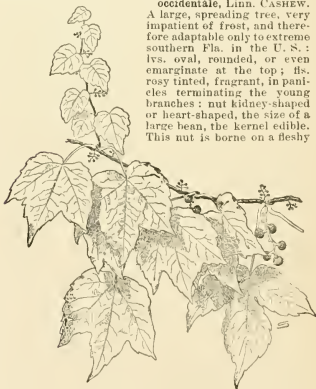 occidentàle, Linn. CASHEW.
A large, spreading tree, very
impatient of frost, and there-
fore adaptable only to extreme
southern Fla. in the U. S. :
lvs. oval, rounded, or even
emarginate at the top ; fls.
rosy tinted, fragrant, in pani-
cles terminating the young
branches : nut kidney-shaped
or heart-shaped, the size of a
large bean, the kernel edible.
This nut is borne on a fleshy